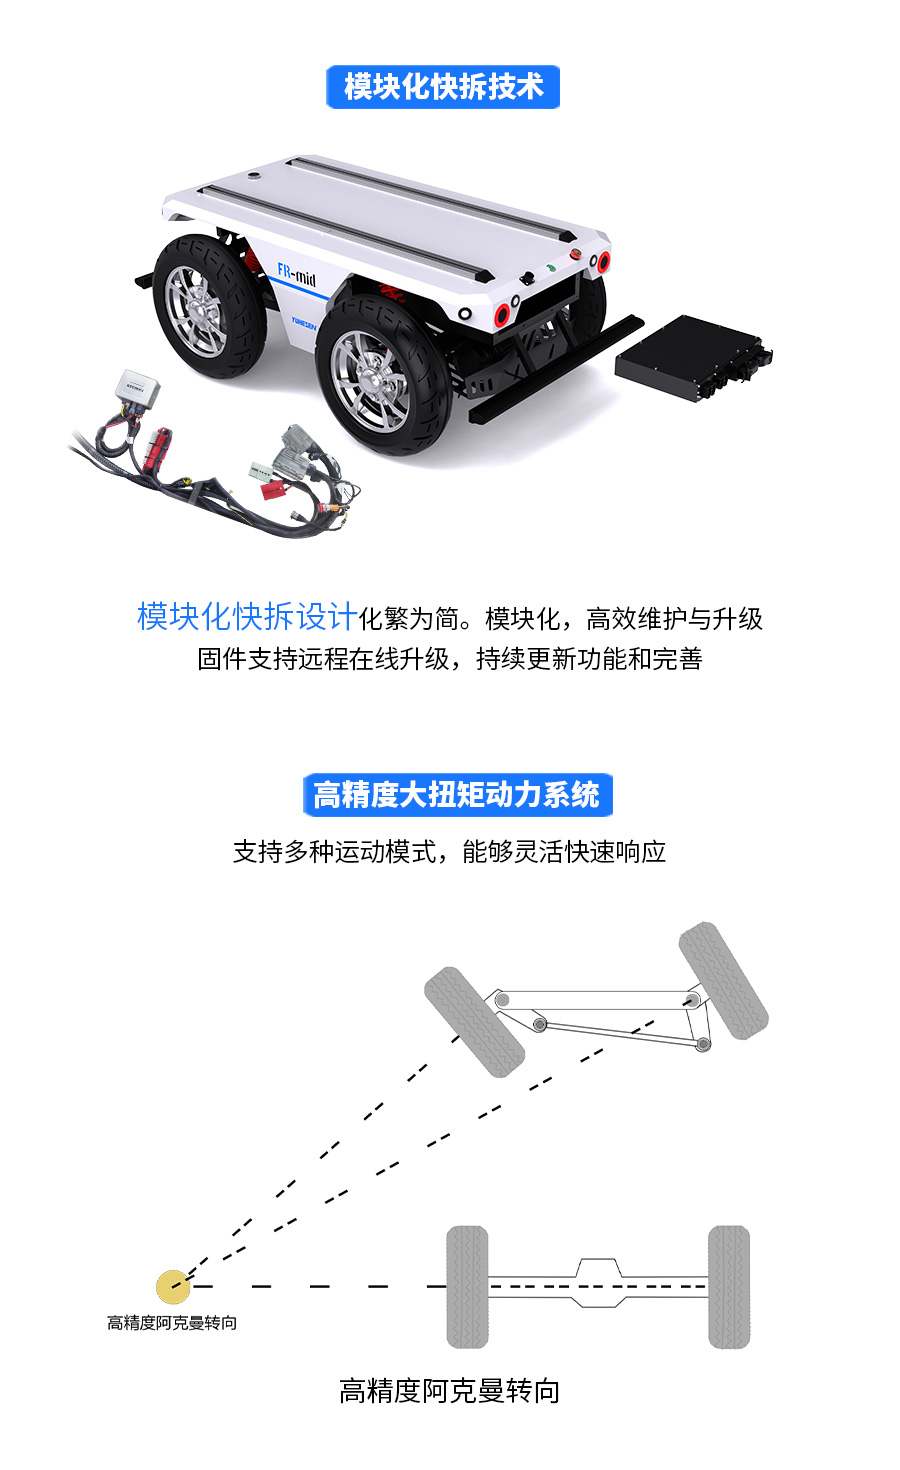 模块化快拆技术
FR-mid
YUHESEN
模块化快拆设计化繁为简。模块化，高效维护与升级
固件支持远程在线升级，持续更新功能和完善
高精度大扭矩动力系统
支持多种运动模式，能够灵活快速响应
高精度阿克曼转向
高精度阿克曼转向